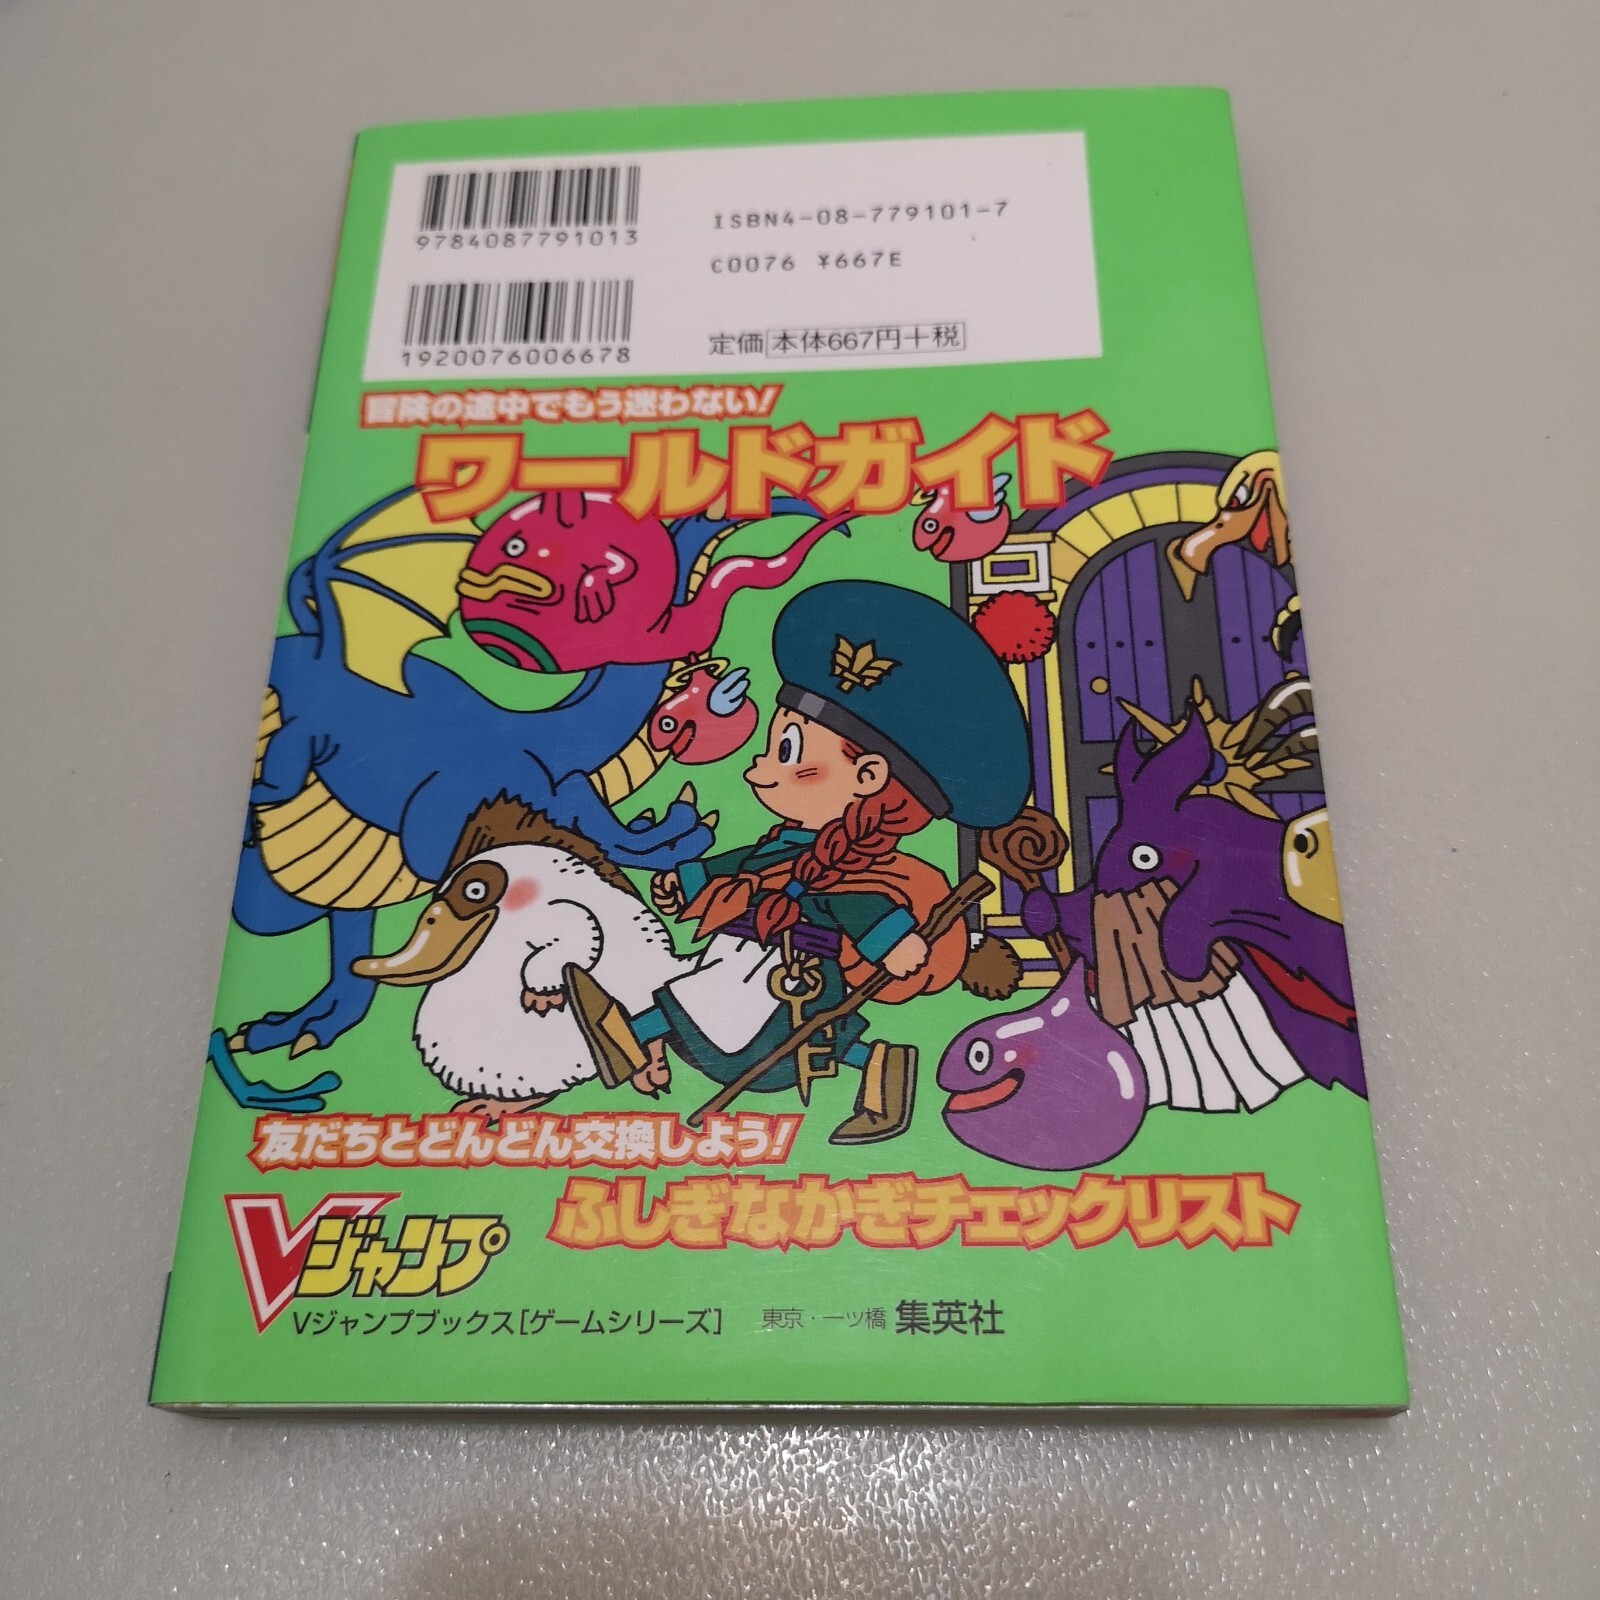 9784087791013
ISBN4-08-779101-7
C0076 ¥667E
1920076006678
定価 本体667円+税
冒険の途中でもう迷わない!
ワールドガイド
友だちとどんどん交換しよう!
ふしぎなかぎチェックリスト
Vジャンプ
Vジャンプブックス[ゲームシリーズ]
東京・一ツ橋 集英社